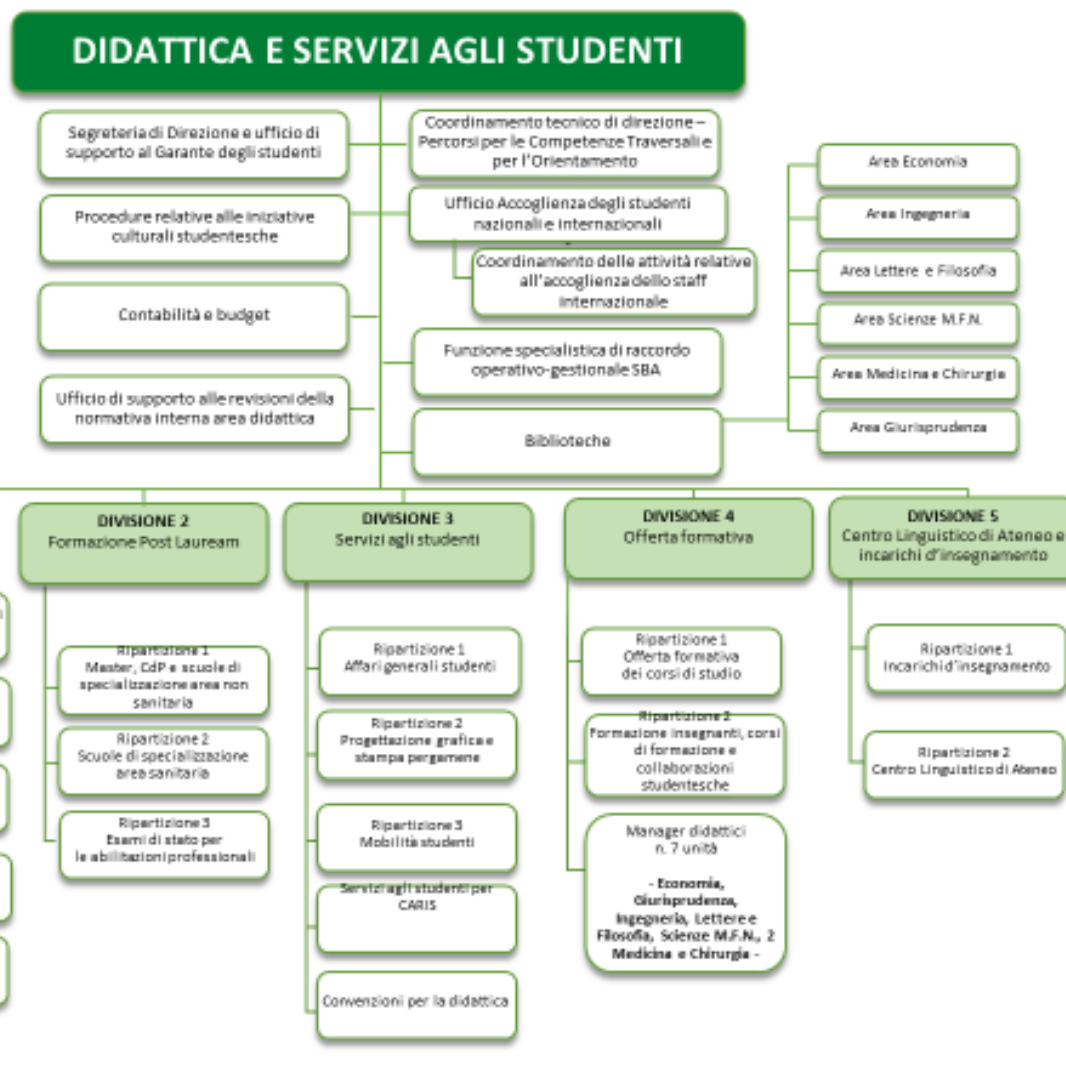 DIDATTICA E SERVIZI AGLI STUDENTI
Segreteria di Direzione e ufficio di
supporto al Garante degli studenti
Procedure relative alle iniziative
culturali studentesche
Contabilità e budget
Ufficio di supporto alle revisioni della
normativa interna area didattica
Coordinamento tecnico di direzione –
Percorsi per le Competenze Traversali e
per l'Orientamento
Ufficio Accoglienza degli studenti
nazionali e internazionali
Coordinamento delle attività relative
all'accoglienza dello staff
internazionale
Funzione specialistica di raccordo
operativo-gestionale SBA
Biblioteche
Area Economia
Area Ingegneria
Area Lettere e Filosofia
Area Scienze M.F.N.
Area Medicina e Chirurgia
Area Giurisprudenza
DIVISIONE 2
Formazione Post Lauream
Ripartizione 1
Master, CdP e scuole di
specializzazione area non
sanitaria
Ripartizione 2
Scuole di specializzazione
area sanitaria
Ripartizione 3
Esami di stato per
le abilitazioni professionali
DIVISIONE 3
Servizi agli studenti
Ripartizione 1
Affari generali studenti
Ripartizione 2
Progettazione grafica e
stampa pergamene
Ripartizione 3
Mobilità studenti
Servizi agli studenti per
CARIS
Convenzioni per la didattica
DIVISIONE 4
Offerta formativa
Ripartizione 1
Offerta formativa
dei corsi di studio
Ripartizione 2
Formazione insegnanti, corsi
di formazione e
collaborazioni
studentesche
Manager didattici
n. 7 unità
- Economia,
Giurisprudenza,
Ingegneria, Lettere e
Filosofia, Scienze M.F.N., 2
Medicina e Chirurgia -
DIVISIONE 5
Centro Linguistico di Ateneo e
incarichi d'insegnamento
Ripartizione 1
Incarichi d'insegnamento
Ripartizione 2
Centro Linguistico di Ateneo